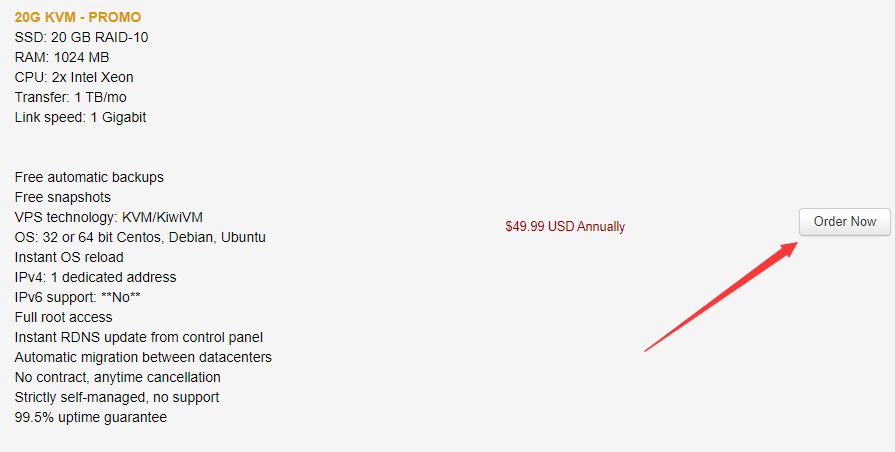 20G KVM - PROMO
SSD: 20 GB RAID-10
RAM: 1024 MB
CPU: 2x Intel Xeon
Transfer: 1 TB/mo
Link speed: 1 Gigabit
Free automatic backups
Free snapshots
VPS technology: KVM/KiwiVM
OS: 32 or 64 bit Centos, Debian, Ubuntu
Instant OS reload
IPv4: 1 dedicated address
IPv6 support: **No**
Full root access
Instant RDNS update from control panel
Automatic migration between datacenters
No contract, anytime cancellation
Strictly self-managed, no support
99.5% uptime guarantee
$49.99 USD Annually
Order Now